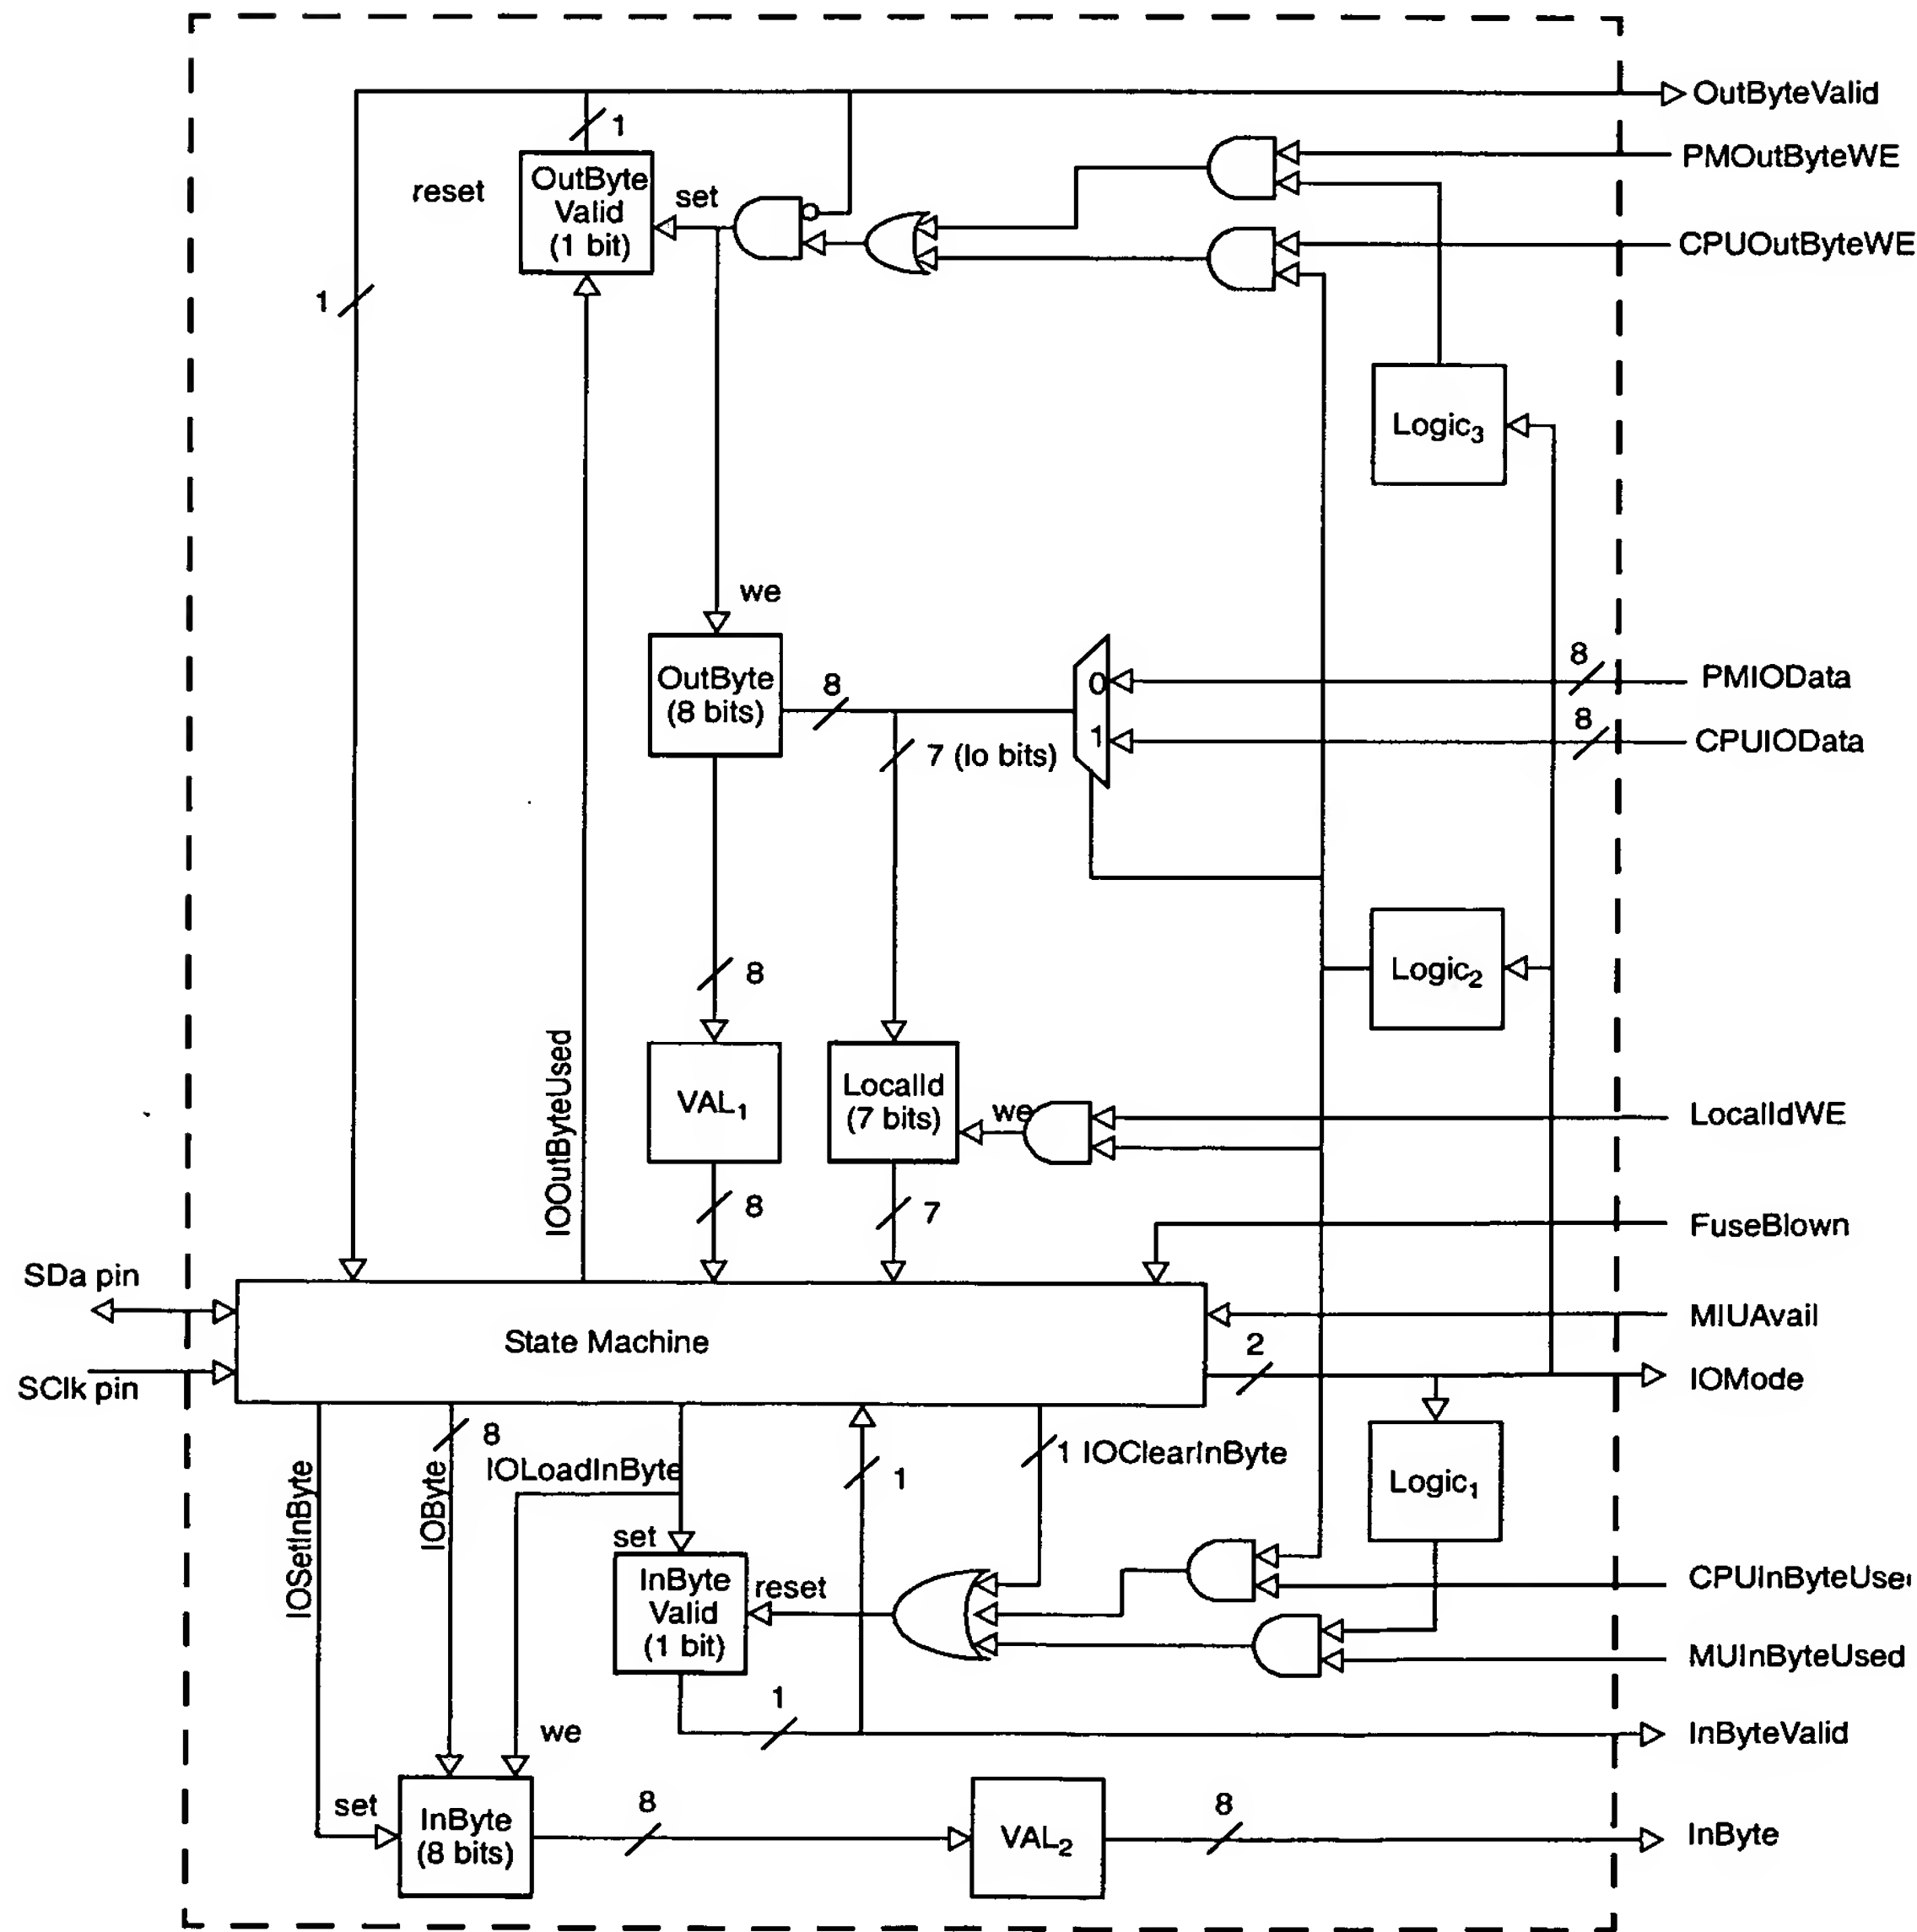 OutByteValid
1
PMOutByteWE
reset
OutByte
Valid
(1 bit)
set
CPUOutByteWE
1
Logic3
we
OutByte
(8 bits)
8
0
8
PMIOData
1
8
CPUIOData
7 (lo bits)
8
Logic2
IOOutByteUsed
VAL1
LocalId
(7 bits)
we
LocalIdWE
8
7
FuseBlown
SDa pin
MIUAvail
State Machine
2
SClk pin
IOMode
IOSetInByte
IOByte
8
IOLoadInByte
1
1 IOClearInByte
Logic1
set
InByte
Valid
(1 bit)
reset
CPUInByteUse
MUInByteUsed
1
we
InByteValid
set
InByte
(8 bits)
8
VAL2
8
InByte